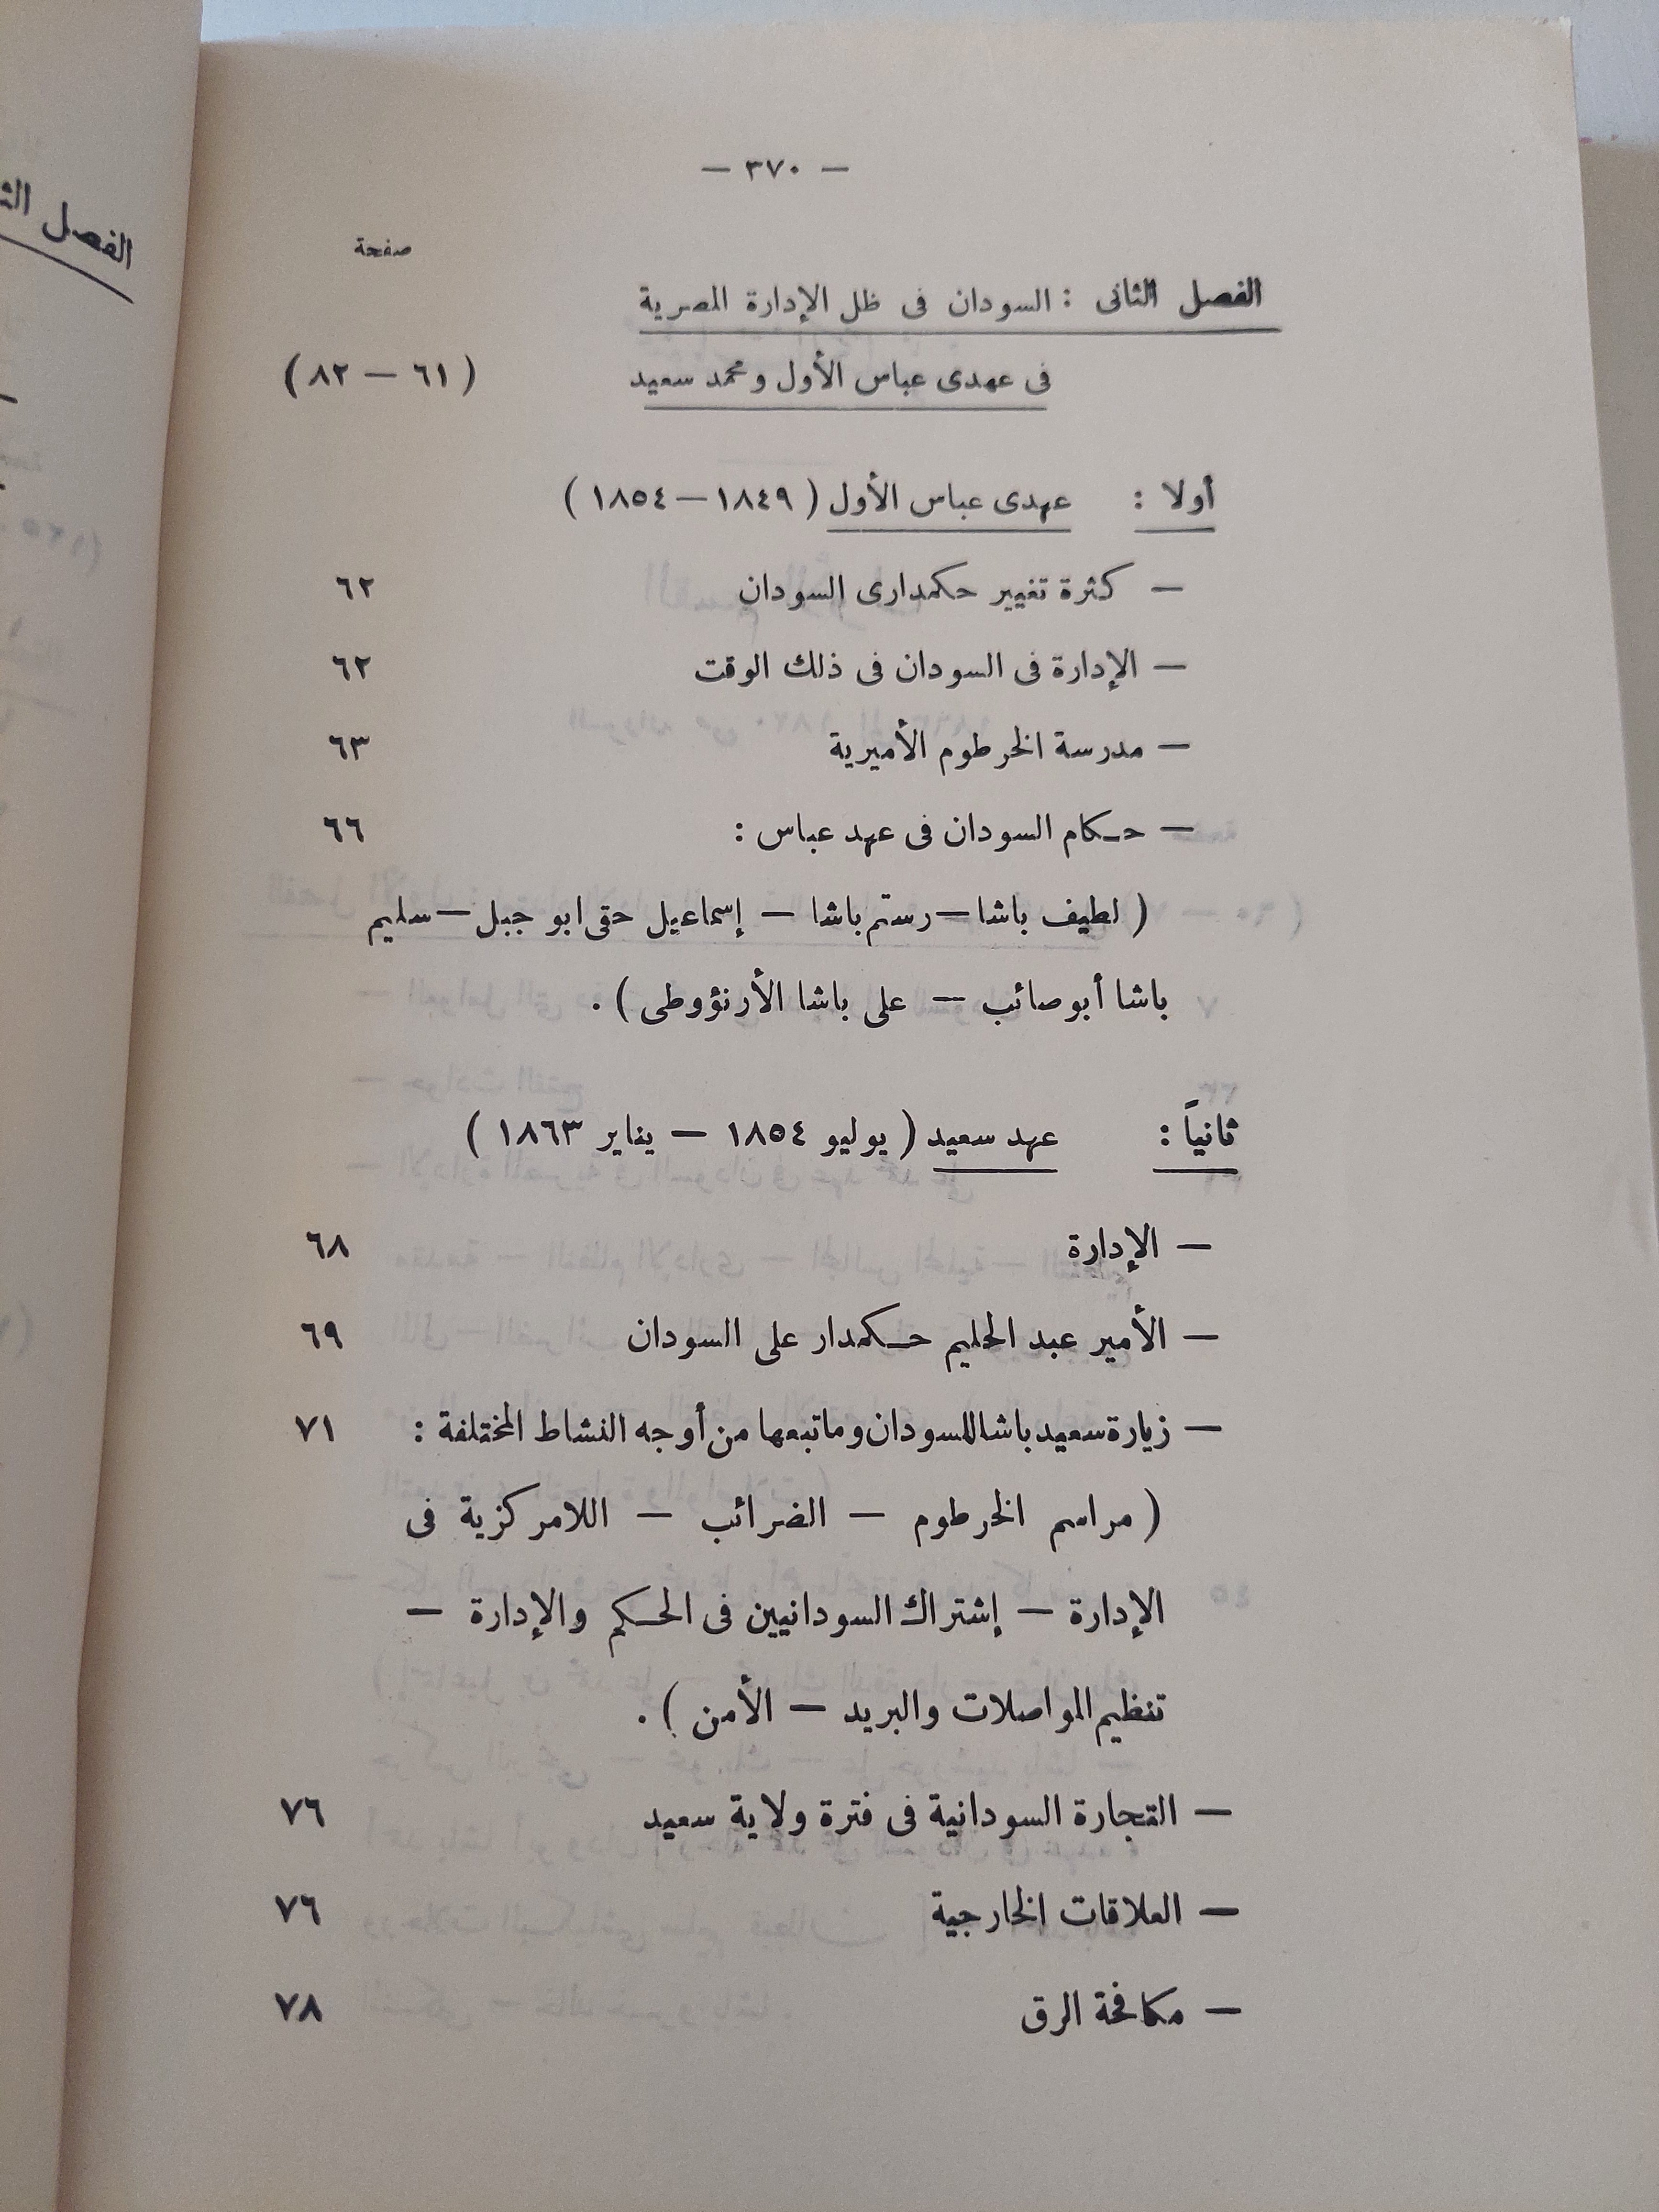 — ٣٧٠ —
صفحة
الفصل الثانى : السودان فى ظل الإدارة المصرية
فى عهدى عباس الأول ومحمد سعيد ( ٦١ — ٨٢ )
أولا : عهدى عباس الأول ( ١٨٤٩ — ١٨٥٤ )
— كثرة تغيير حكمدارى السودان ٦٢
— الإدارة فى السودان فى ذلك الوقت ٦٢
— مدرسة الخرطوم الأميرية ٦٣
— حكام السودان فى عهد عباس : ٦٦
( لطيف باشا — رستم باشا — إسماعيل حقى ابو جبل — سليم
باشا أبو صائب — على باشا الأرنؤوطى ) .
ثانياً : عهد سعيد ( يوليو ١٨٥٤ — يناير ١٨٦٣ )
— الإدارة ٦٨
— الأمير عبد الحليم حكمدار على السودان ٦٩
— زيارة سعيد باشا للسودان وما تبعها من أوجه النشاط المختلفة : ٧١
( مراسم الخرطوم — الضرائب — اللامركزية فى
الإدارة — إشتراك السودانيين فى الحكم والإدارة —
تنظيم المواصلات والبريد — الأمن ) .
— التجارة السودانية فى فترة ولاية سعيد ٧٦
— العلاقات الخارجية ٧٦
— مكافحة الرق ٧٨
الفصل